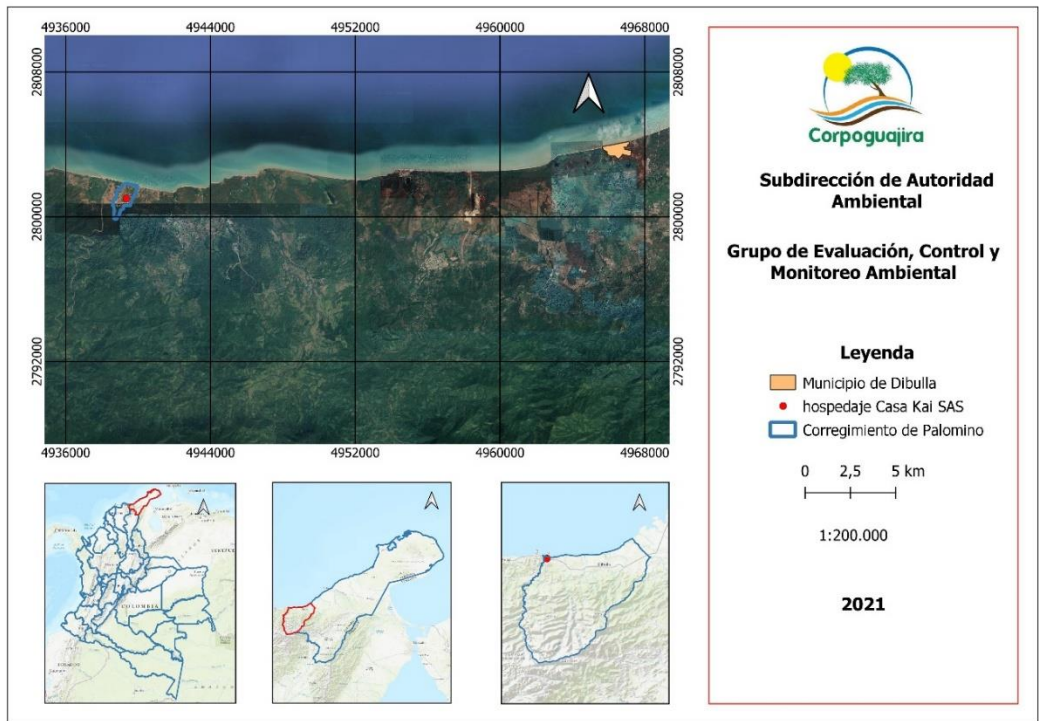 4936000
4944000
4952000
4960000
4968000
2808000
2808000
2800000
2800000
2792000
2792000
4936000
4944000
4952000
4960000
4968000
Corpoguajira
Subdirección de Autoridad
Ambiental
Grupo de Evaluación, Control y
Monitoreo Ambiental
Leyenda
Municipio de Dibulla
hospedaje Casa Kai SAS
Corregimiento de Palomino
0 2,5 5 km
1:200.000
2021
COLOMBIA